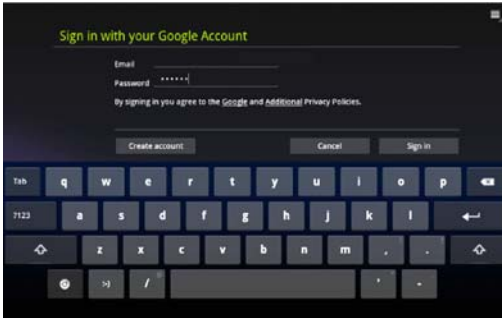 Sign in with your Google Account
Email
Password ••••••
By signing in you agree to the Google and Additional Privacy Policies.
Create account Cancel Sign in
Tab q w e r t y u i o p
?123 a s d f g h j k l
z x c v b n m , .
@ :-) / ' -